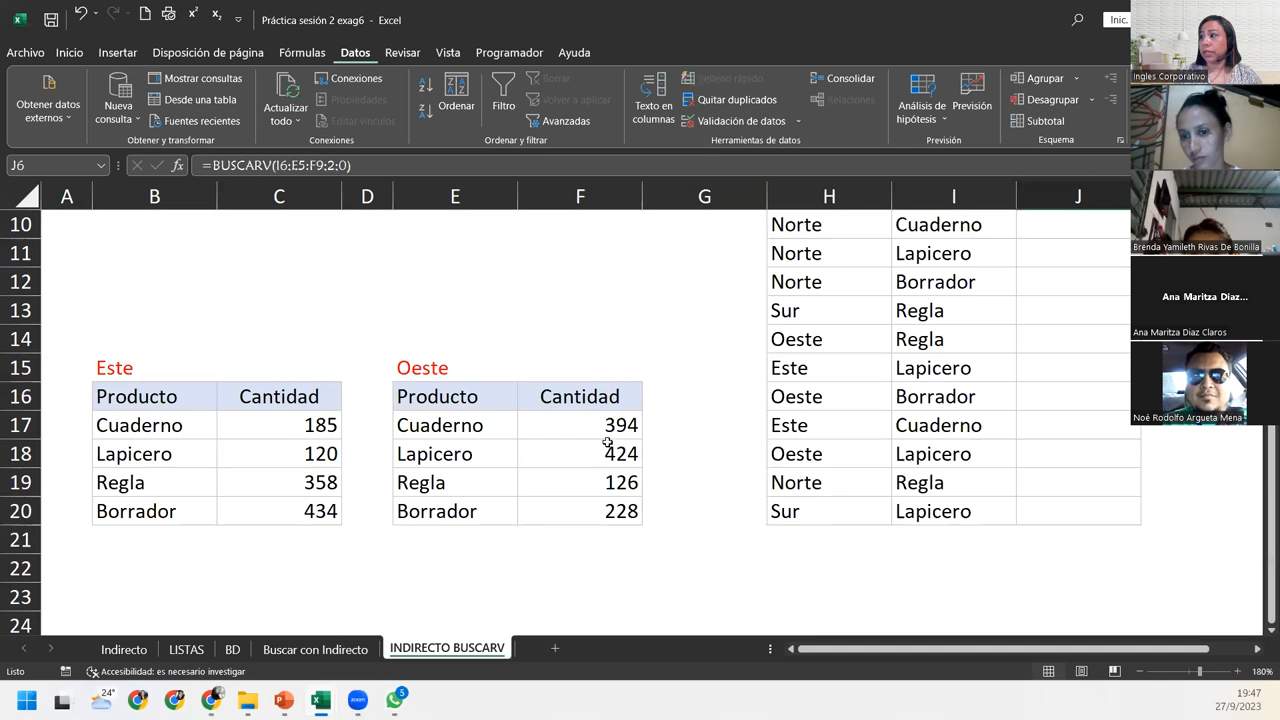 Práctica sesión 2 exag6 - Excel
Inic.
Archivo Inicio Insertar Disposición de página Fórmulas Datos Revisar Vista Programador Ayuda
Obtener datos externos
Nueva consulta
Mostrar consultas
Desde una tabla
Fuentes recientes
Obtener y transformar
Actualizar todo
Conexiones
Propiedades
Editar vínculos
Conexiones
Ordenar
Filtro
Borrar
Volver a aplicar
Avanzadas
Ordenar y filtrar
Texto en columnas
Relleno rápido
Quitar duplicados
Validación de datos
Consolidar
Relaciones
Herramientas de datos
Análisis de hipótesis
Previsión
Previsión
Agrupar
Desagrupar
Subtotal
Esquema
J6 =BUSCARV(I6;E5:F9;2;0)
A B C D E F G H I J
10 Norte Cuaderno
11 Norte Lapicero
12 Norte Borrador
13 Sur Regla
14 Oeste Regla
15 Este Oeste Este Lapicero
16 Producto Cantidad Producto Cantidad Oeste Borrador
17 Cuaderno 185 Cuaderno 394 Este Cuaderno
18 Lapicero 120 Lapicero 424 Oeste Lapicero
19 Regla 358 Regla 126 Norte Regla
20 Borrador 434 Borrador 228 Sur Lapicero
21
22
23
24
Indirecto LISTAS BD Buscar con Indirecto INDIRECTO BUSCARV
Listo Accesibilidad: es necesario investigar 180%
24° zoom 5
19:47
27/9/2023
Ingles Corporativo
Brenda Yamileth Rivas De Bonilla
Ana Maritza Diaz...
Ana Maritza Diaz Claros
Noé Rodolfo Argueta Mena